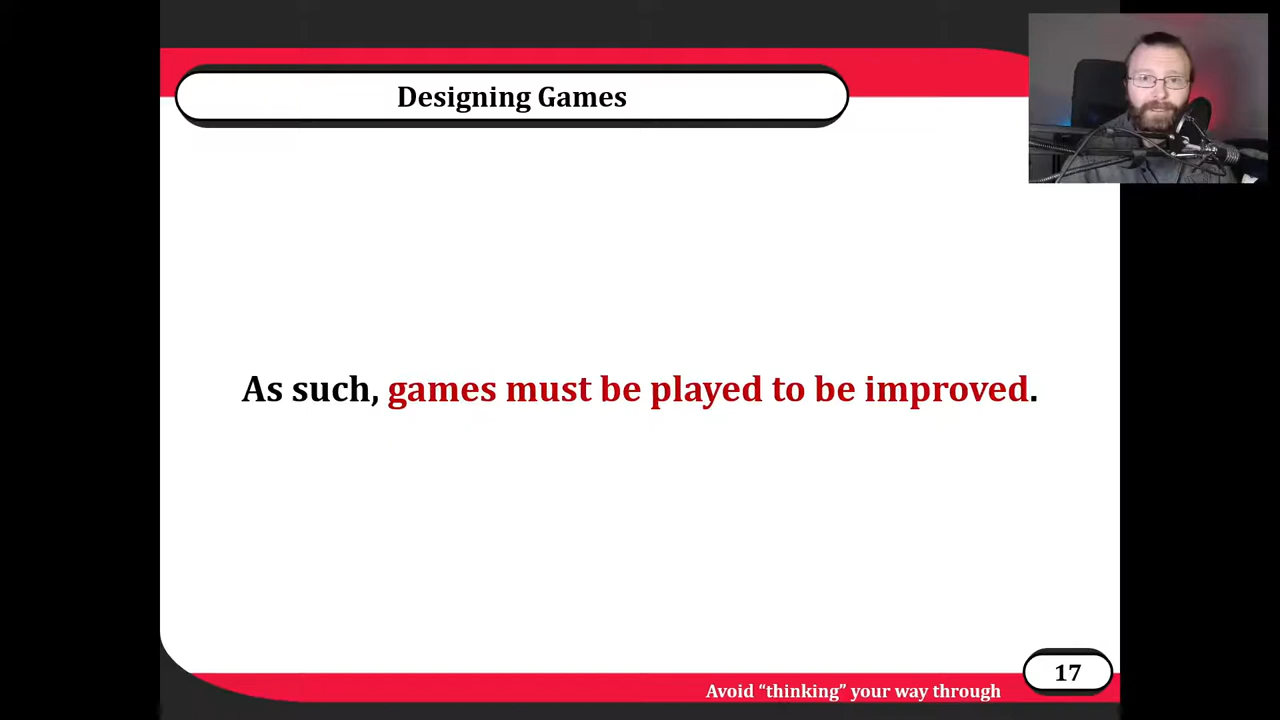 Designing Games
As such, games must be played to be improved.
17
Avoid “thinking” your way through